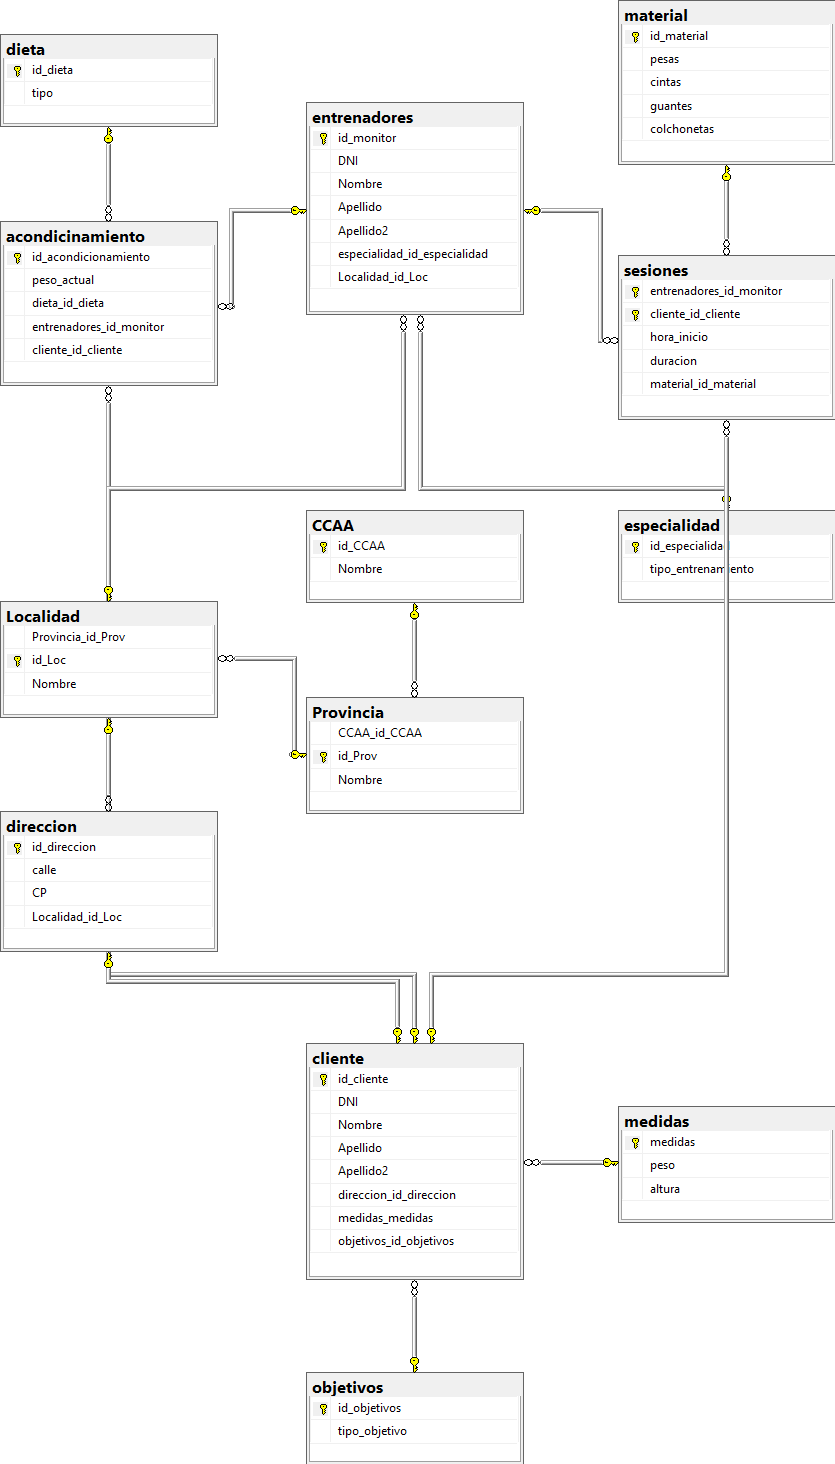 material
id_material
pesas
cintas
guantes
colchonetas
dieta
id_dieta
tipo
entrenadores
id_monitor
DNI
Nombre
Apellido
Apellido2
especialidad_id_especialidad
Localidad_id_Loc
acondicinamiento
id_acondicionamiento
peso_actual
dieta_id_dieta
entrenadores_id_monitor
cliente_id_cliente
sesiones
entrenadores_id_monitor
cliente_id_cliente
hora_inicio
duracion
material_id_material
CCAA
id_CCAA
Nombre
especialidad
id_especialidad
tipo_entrenamiento
Localidad
Provincia_id_Prov
id_Loc
Nombre
Provincia
CCAA_id_CCAA
id_Prov
Nombre
direccion
id_direccion
calle
CP
Localidad_id_Loc
cliente
id_cliente
DNI
Nombre
Apellido
Apellido2
direccion_id_direccion
medidas_medidas
objetivos_id_objetivos
medidas
medidas
peso
altura
objetivos
id_objetivos
tipo_objetivo